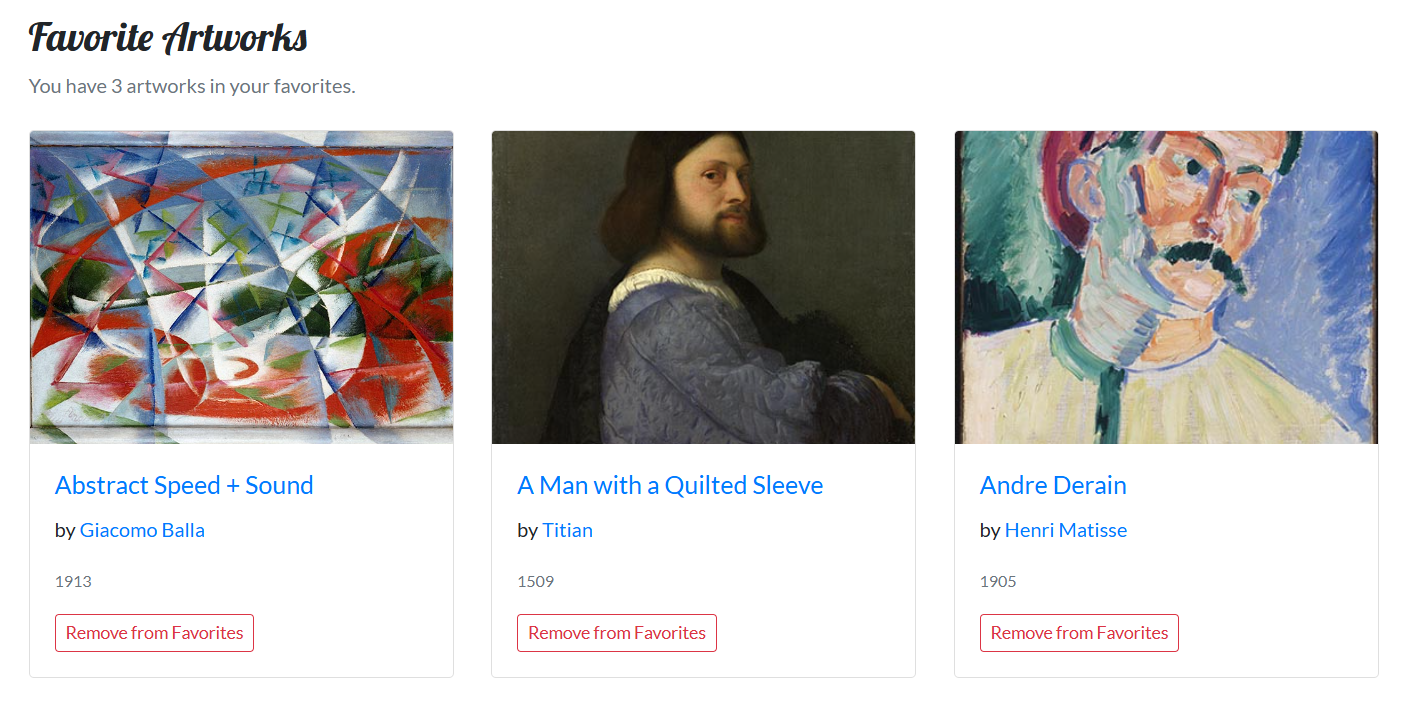 Favorite Artworks
You have 3 artworks in your favorites.
Abstract Speed + Sound
by Giacomo Balla
1913
Remove from Favorites
A Man with a Quilted Sleeve
by Titian
1509
Remove from Favorites
Andre Derain
by Henri Matisse
1905
Remove from Favorites